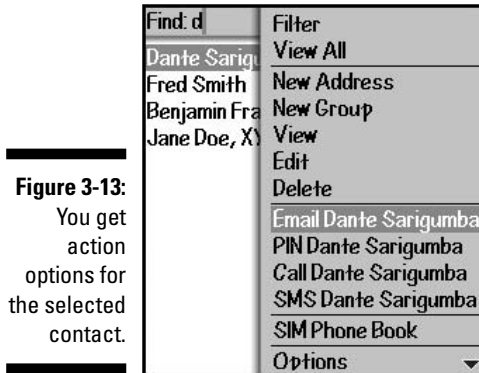 Figure 3-13:
You get
action
options for
the selected
contact.
Find: d
Dante Sarigu
Fred Smith
Benjamin Fra
Jane Doe, XY
Filter
View All
New Address
New Group
View
Edit
Delete
Email Dante Sarigumba
PIN Dante Sarigumba
Call Dante Sarigumba
SMS Dante Sarigumba
SIM Phone Book
Options